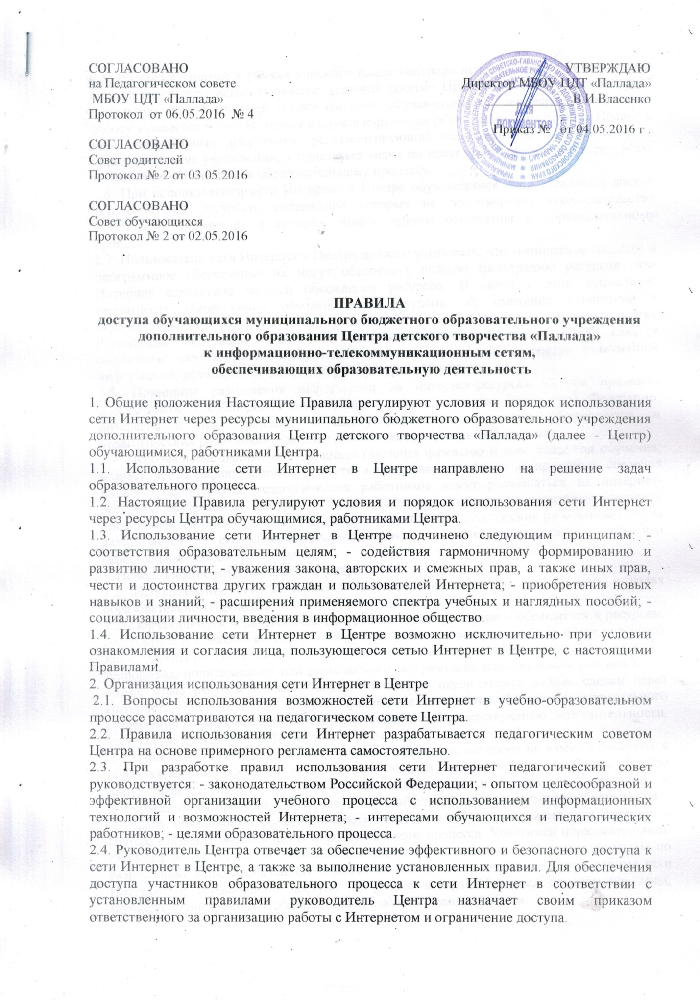 СОГЛАСОВАНО
на Педагогическом совете
МБОУ ЦДТ «Паллада»
Протокол от 06.05.2016 № 4
СОГЛАСОВАНО
Совет родителей
Протокол № 2 от 03.05.2016
СОГЛАСОВАНО
Совет обучающихся
Протокол № 2 от 02.05.2016
УТВЕРЖДАЮ
Директор МБОУ ЦДТ «Паллада»
В.И.Власенко
Приказ № от 04.05.2016 г .
Для
документов
ПРАВИЛА
доступа обучающихся муниципального бюджетного образовательного учреждения
дополнительного образования Центра детского творчества «Паллада»
к информационно-телекоммуникационным сетям,
обеспечивающих образовательную деятельность
1. Общие положения Настоящие Правила регулируют условия и порядок использования
сети Интернет через ресурсы муниципального бюджетного образовательного учреждения
дополнительного образования Центр детского творчества «Паллада» (далее - Центр)
обучающимися, работниками Центра.
1.1. Использование сети Интернет в Центре направлено на решение задач
образовательного процесса.
1.2. Настоящие Правила регулируют условия и порядок использования сети Интернет
через ресурсы Центра обучающимися, работниками Центра.
1.3. Использование сети Интернет в Центре подчинено следующим принципам: -
соответствия образовательным целям; - содействия гармоничному формированию и
развитию личности; - уважения закона, авторских и смежных прав, а также иных прав,
чести и достоинства других граждан и пользователей Интернета; - приобретения новых
навыков и знаний; - расширения применяемого спектра учебных и наглядных пособий; -
социализации личности, введения в информационное общество.
1.4. Использование сети Интернет в Центре возможно исключительно при условии
ознакомления и согласия лица, пользующегося сетью Интернет в Центре, с настоящими
Правилами.
2. Организация использования сети Интернет в Центре
2.1. Вопросы использования возможностей сети Интернет в учебно-образовательном
процессе рассматриваются на педагогическом совете Центра.
2.2. Правила использования сети Интернет разрабатывается педагогическим советом
Центра на основе примерного регламента самостоятельно.
2.3. При разработке правил использования сети Интернет педагогический совет
руководствуется: - законодательством Российской Федерации; - опытом целесообразной и
эффективной организации учебного процесса с использованием информационных
технологий и возможностей Интернета; - интересами обучающихся и педагогических
работников; - целями образовательного процесса.
2.4. Руководитель Центра отвечает за обеспечение эффективного и безопасного доступа к
сети Интернет в Центре, а также за выполнение установленных правил. Для обеспечения
доступа участников образовательного процесса к сети Интернет в соответствии с
установленным правилами руководитель Центра назначает своим приказом
ответственного за организацию работы с Интернетом и ограничение доступа.